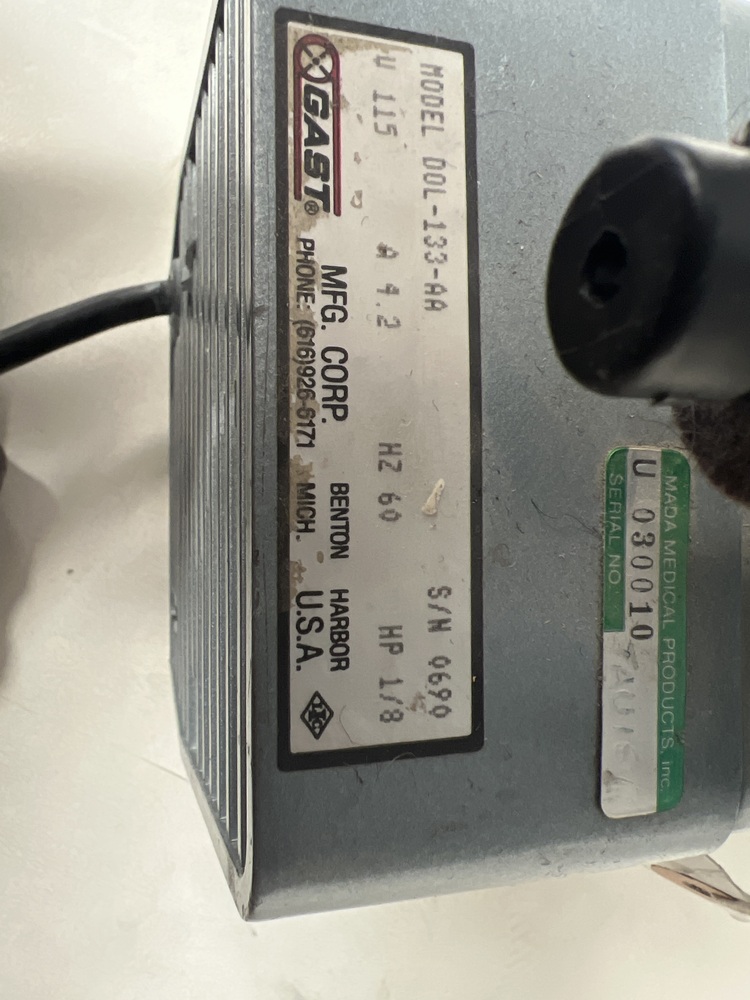 MODEL DOL-133-AA S/N 0690
V 115 A 4.2 HZ 60 HP 1/8
GAST® MFG. CORP. BENTON HARBOR
PHONE: (616)926-6171 MICH. U.S.A.
MADA MEDICAL PRODUCTS, Inc.
U 030010
SERIAL NO.